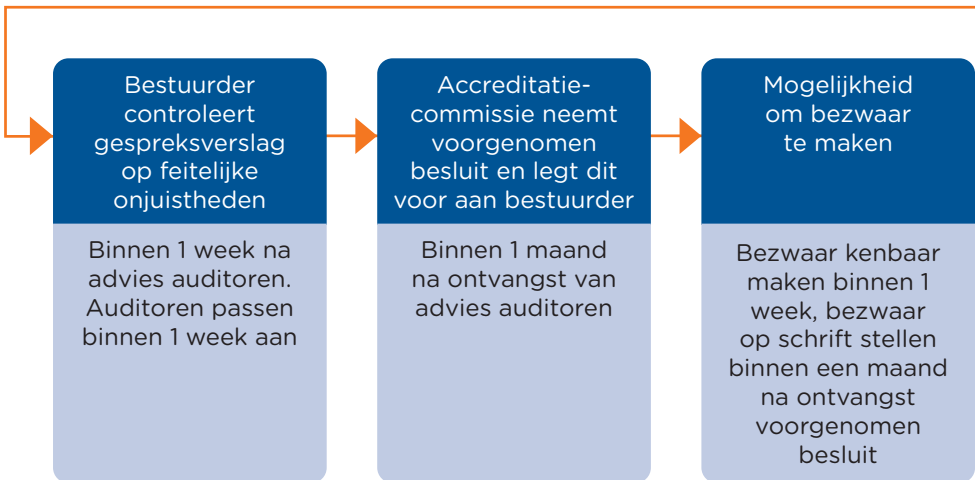 Bestuurder
controleert
gespreksverslag
op feitelijke
onjuistheden
Binnen 1 week na
advies auditoren.
Auditoren passen
binnen 1 week aan
Accreditatie-
commissie neemt
voorgenomen
besluit en legt dit
voor aan bestuurder
Binnen 1 maand
na ontvangst van
advies auditoren
Mogelijkheid
om bezwaar
te maken
Bezwaar kenbaar
maken binnen 1
week, bezwaar
op schrift stellen
binnen een maand
na ontvangst
voorgenomen
besluit